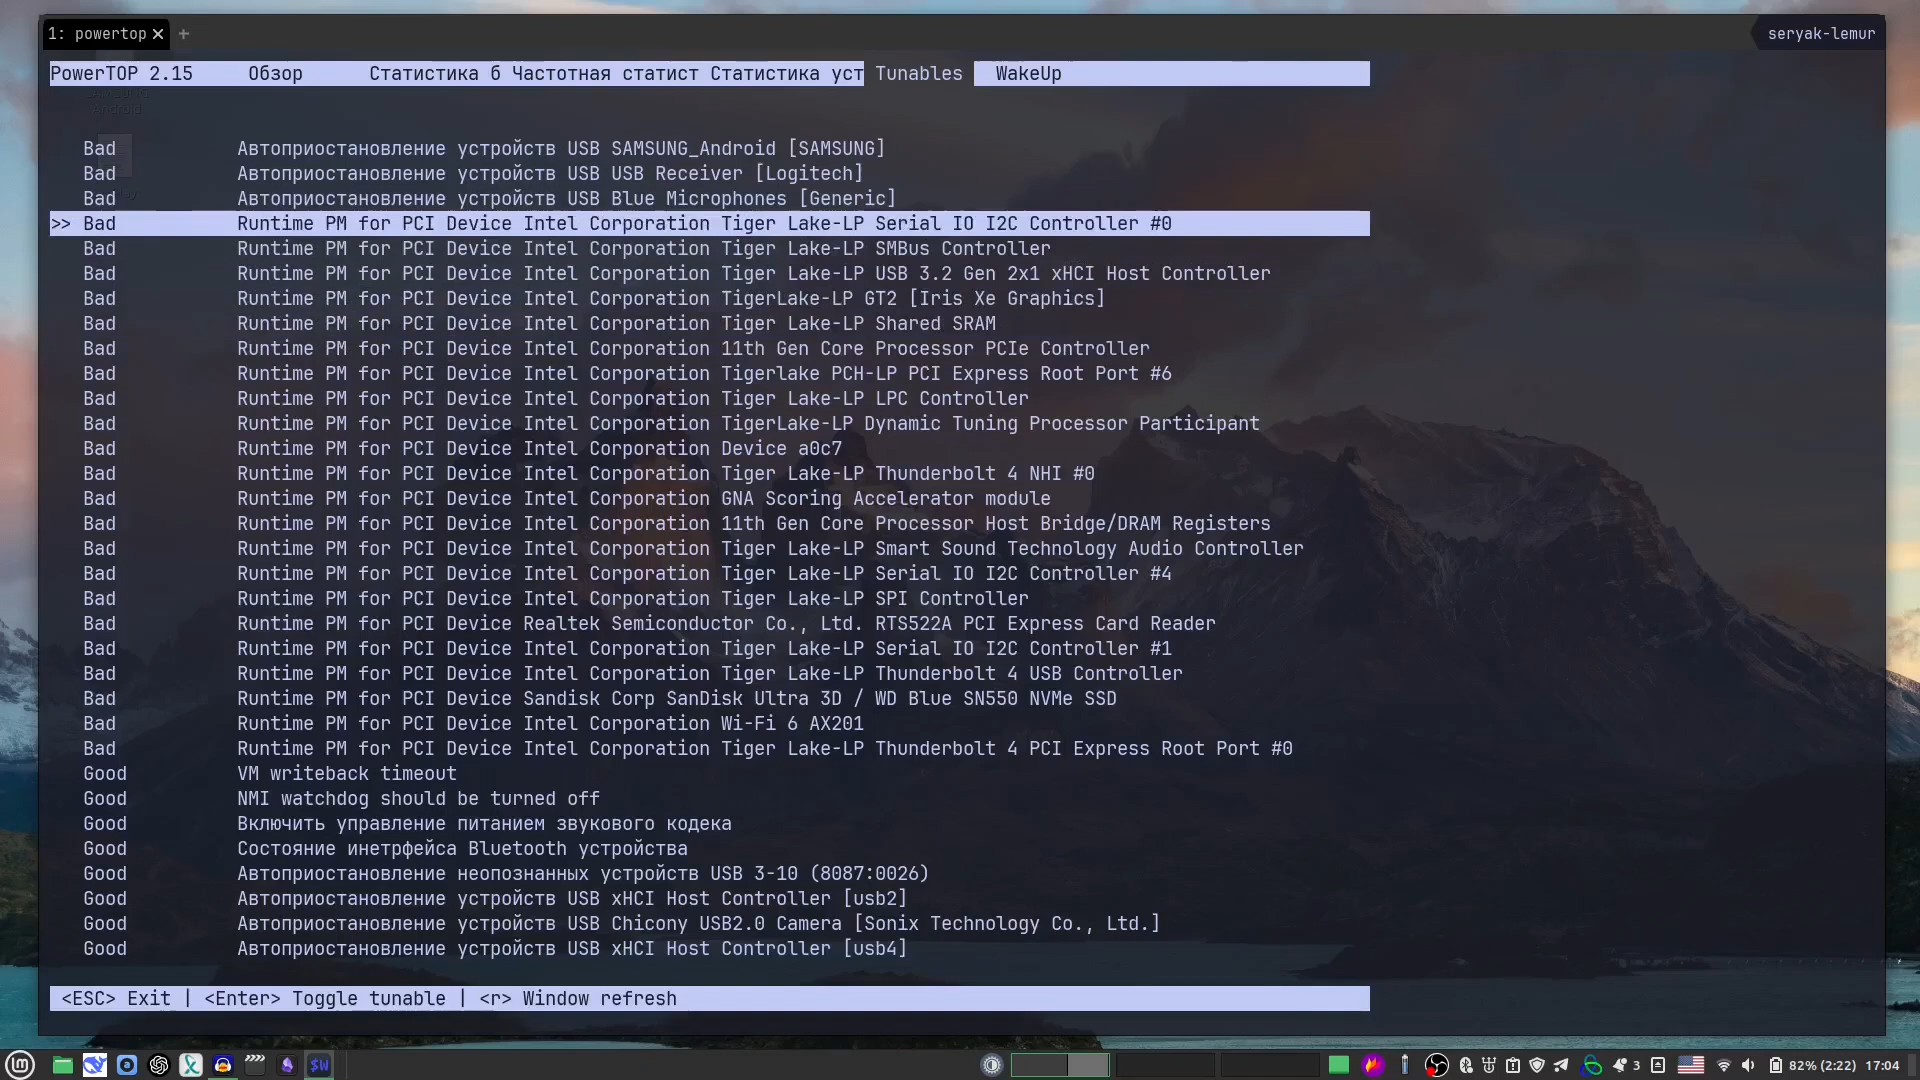 1: powertop × +
seryak-lemur
PowerTOP 2.15 Обзор Статистика б Частотная статист Статистика уст Tunables WakeUp
Bad Автоприостановление устройств USB SAMSUNG_Android [SAMSUNG]
Bad Автоприостановление устройств USB USB Receiver [Logitech]
Bad Автоприостановление устройств USB Blue Microphones [Generic]
>> Bad Runtime PM for PCI Device Intel Corporation Tiger Lake-LP Serial IO I2C Controller #0
Bad Runtime PM for PCI Device Intel Corporation Tiger Lake-LP SMBus Controller
Bad Runtime PM for PCI Device Intel Corporation Tiger Lake-LP USB 3.2 Gen 2x1 xHCI Host Controller
Bad Runtime PM for PCI Device Intel Corporation TigerLake-LP GT2 [Iris Xe Graphics]
Bad Runtime PM for PCI Device Intel Corporation Tiger Lake-LP Shared SRAM
Bad Runtime PM for PCI Device Intel Corporation 11th Gen Core Processor PCIe Controller
Bad Runtime PM for PCI Device Intel Corporation Tigerlake PCH-LP PCI Express Root Port #6
Bad Runtime PM for PCI Device Intel Corporation Tiger Lake-LP LPC Controller
Bad Runtime PM for PCI Device Intel Corporation TigerLake-LP Dynamic Tuning Processor Participant
Bad Runtime PM for PCI Device Intel Corporation Device a0c7
Bad Runtime PM for PCI Device Intel Corporation Tiger Lake-LP Thunderbolt 4 NHI #0
Bad Runtime PM for PCI Device Intel Corporation GNA Scoring Accelerator module
Bad Runtime PM for PCI Device Intel Corporation 11th Gen Core Processor Host Bridge/DRAM Registers
Bad Runtime PM for PCI Device Intel Corporation Tiger Lake-LP Smart Sound Technology Audio Controller
Bad Runtime PM for PCI Device Intel Corporation Tiger Lake-LP Serial IO I2C Controller #4
Bad Runtime PM for PCI Device Intel Corporation Tiger Lake-LP SPI Controller
Bad Runtime PM for PCI Device Realtek Semiconductor Co., Ltd. RTS522A PCI Express Card Reader
Bad Runtime PM for PCI Device Intel Corporation Tiger Lake-LP Serial IO I2C Controller #1
Bad Runtime PM for PCI Device Intel Corporation Tiger Lake-LP Thunderbolt 4 USB Controller
Bad Runtime PM for PCI Device Sandisk Corp SanDisk Ultra 3D / WD Blue SN550 NVMe SSD
Bad Runtime PM for PCI Device Intel Corporation Wi-Fi 6 AX201
Bad Runtime PM for PCI Device Intel Corporation Tiger Lake-LP Thunderbolt 4 PCI Express Root Port #0
Good VM writeback timeout
Good NMI watchdog should be turned off
Good Включить управление питанием звукового кодека
Good Состояние инетрфейса Bluetooth устройства
Good Автоприостановление неопознанных устройств USB 3-10 (8087:0026)
Good Автоприостановление устройств USB xHCI Host Controller [usb2]
Good Автоприостановление устройств USB Chicony USB2.0 Camera [Sonix Technology Co., Ltd.]
Good Автоприостановление устройств USB xHCI Host Controller [usb4]
<ESC> Exit | <Enter> Toggle tunable | <r> Window refresh
$W 3 82% (2:22) 17:04